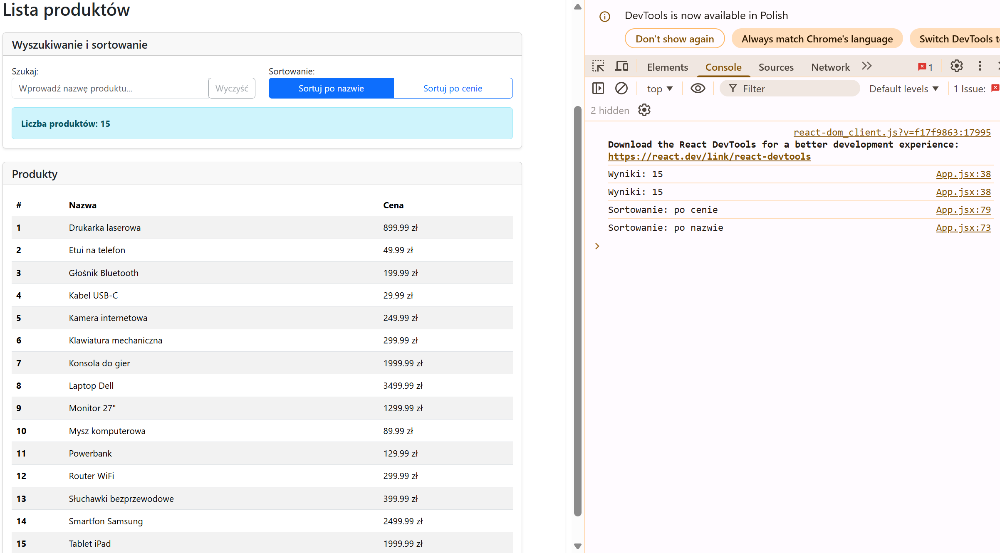 Lista produktów
Wyszukiwanie i sortowanie
Szukaj:
Wprowadź nazwę produktu...
Wyczyść
Sortowanie:
Sortuj po nazwie
Sortuj po cenie
Liczba produktów: 15
Produkty
# Nazwa Cena
1 Drukarka laserowa 899.99 zł
2 Etui na telefon 49.99 zł
3 Głośnik Bluetooth 199.99 zł
4 Kabel USB-C 29.99 zł
5 Kamera internetowa 249.99 zł
6 Klawiatura mechaniczna 299.99 zł
7 Konsola do gier 1999.99 zł
8 Laptop Dell 3499.99 zł
9 Monitor 27" 1299.99 zł
10 Mysz komputerowa 89.99 zł
11 Powerbank 129.99 zł
12 Router WiFi 299.99 zł
13 Słuchawki bezprzewodowe 399.99 zł
14 Smartfon Samsung 2499.99 zł
15 Tablet iPad 1999.99 zł
DevTools is now available in Polish
Don't show again Always match Chrome's language Switch DevTools
Elements Console Sources Network 1
top Filter Default levels 1 Issue:
2 hidden
react-dom_client.js?v=f17f9863:17995
Download the React DevTools for a better development experience:
https://react.dev/link/react-devtools
Wyniki: 15 App.jsx:38
Wyniki: 15 App.jsx:38
Sortowanie: po cenie App.jsx:79
Sortowanie: po nazwie App.jsx:73